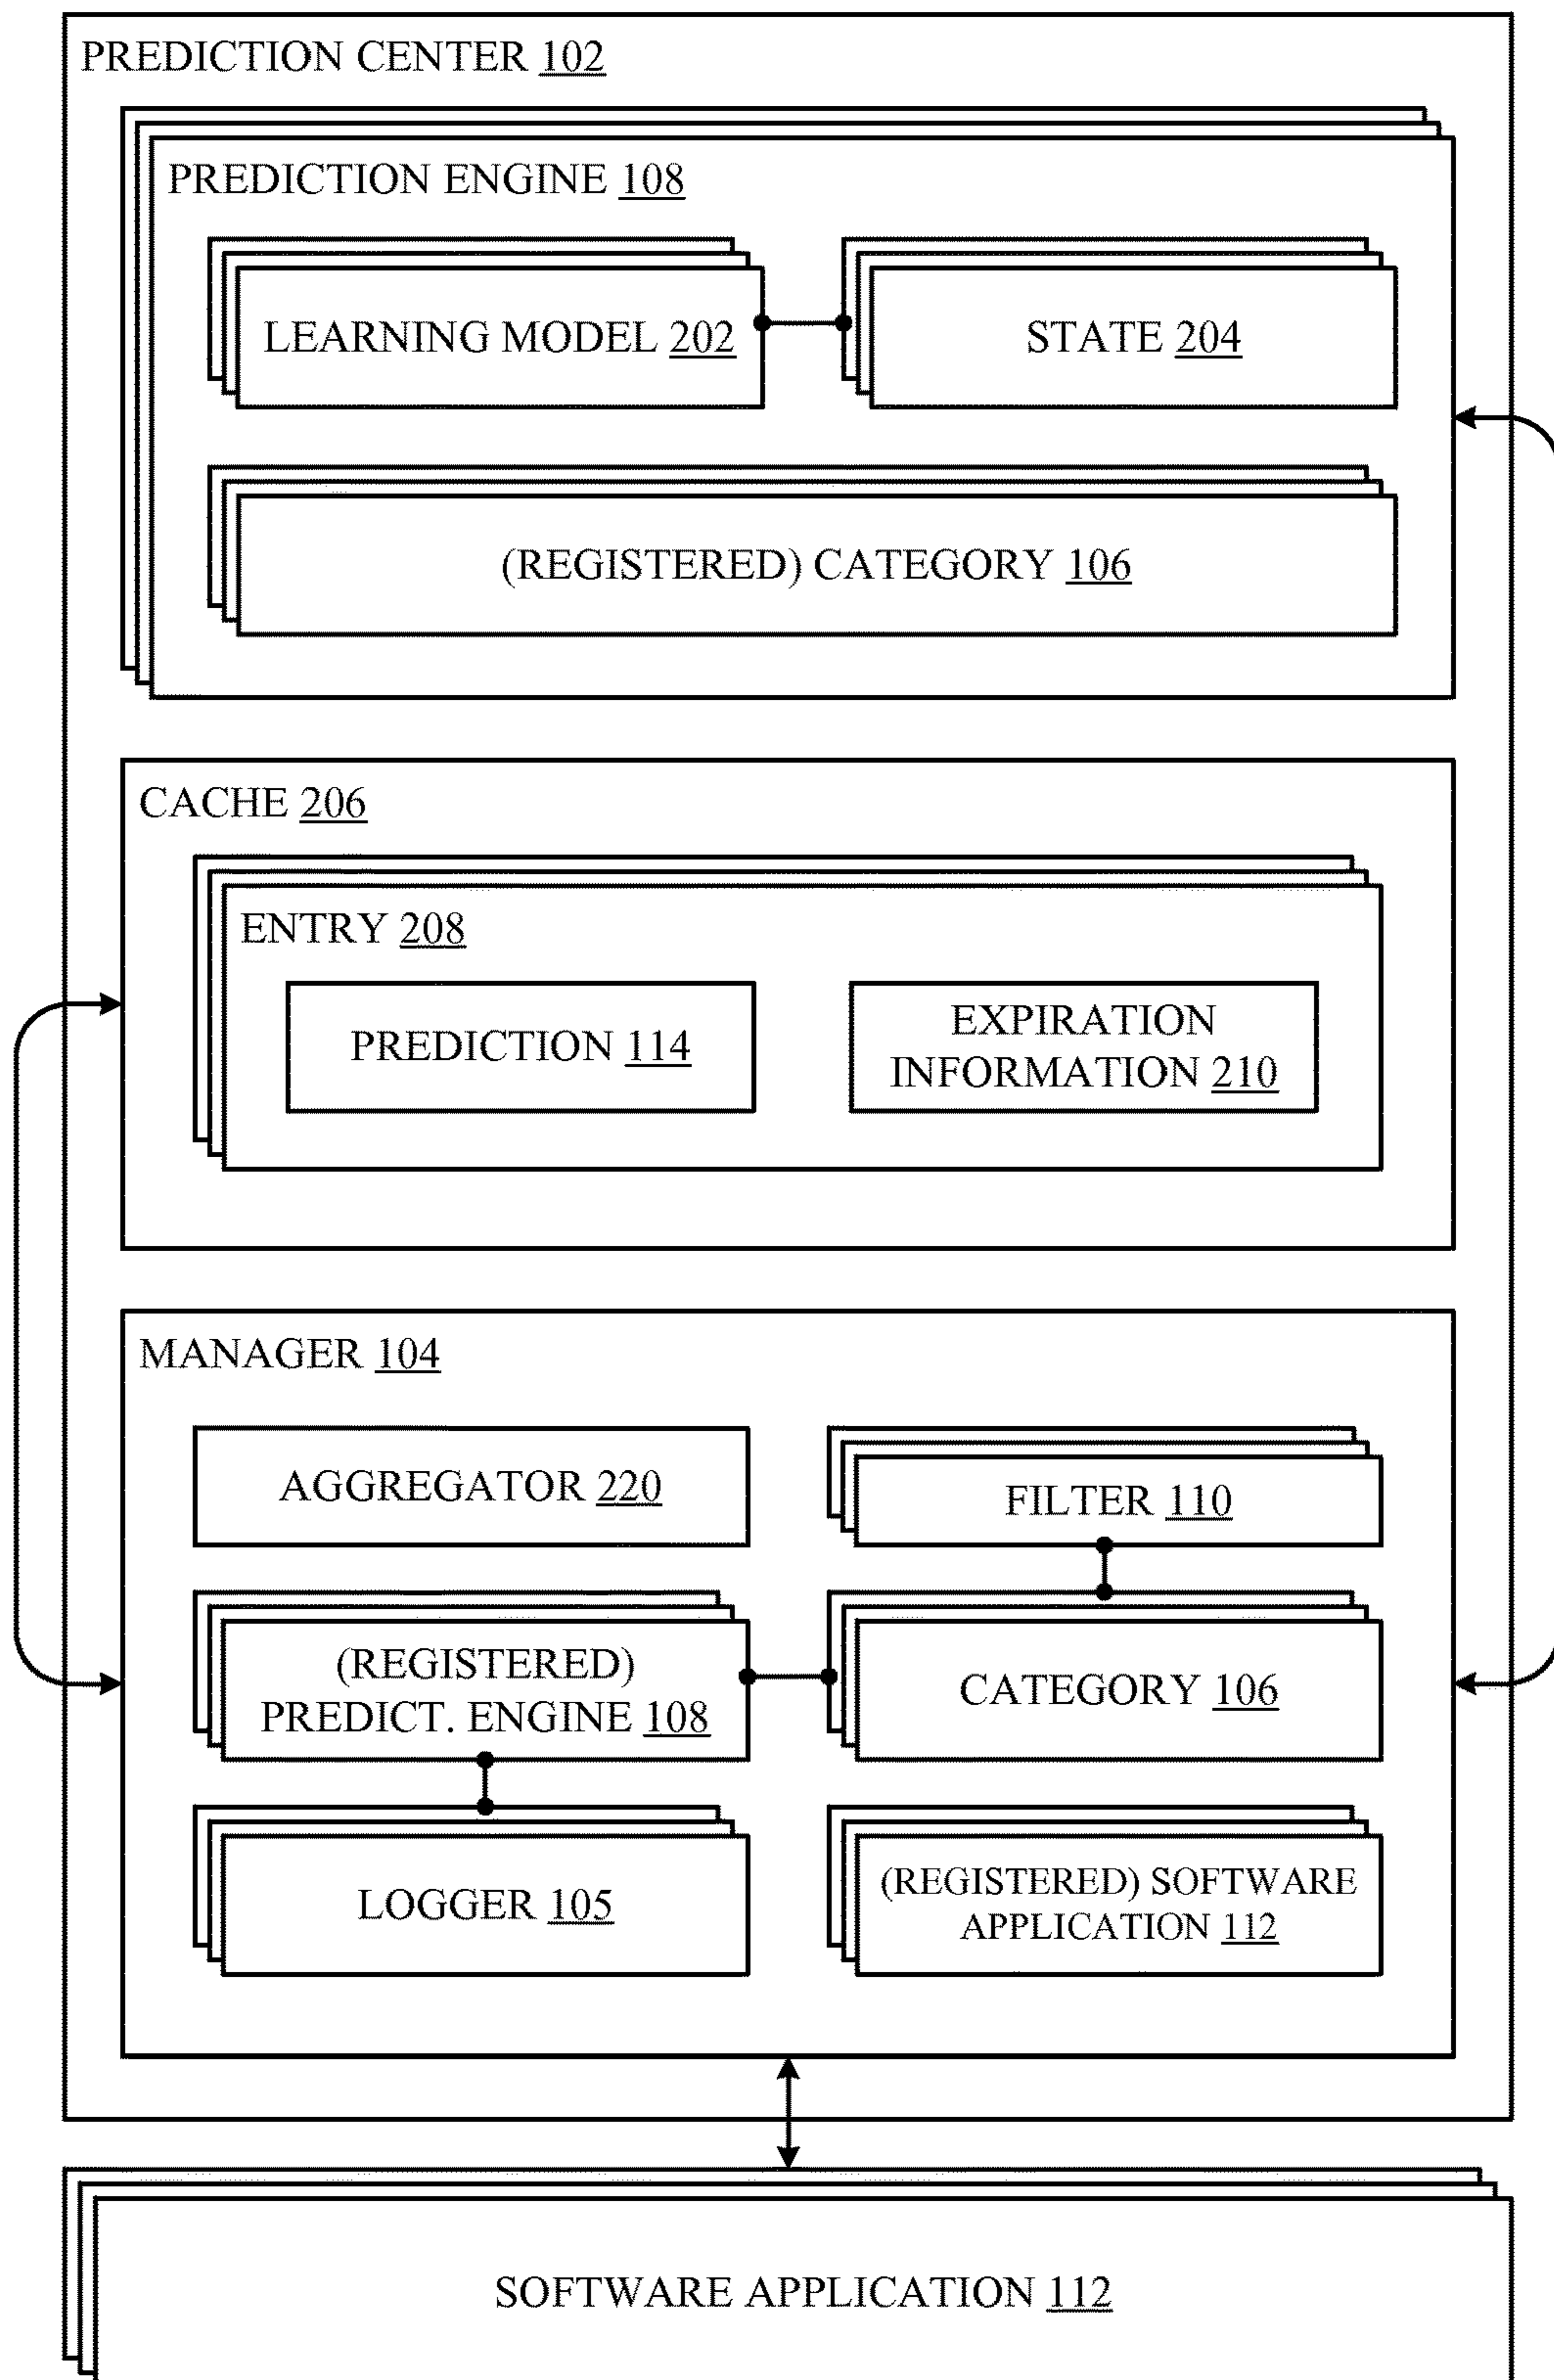 PREDICTION CENTER 102
PREDICTION ENGINE 108
LEARNING MODEL 202
STATE 204
(REGISTERED) CATEGORY 106
CACHE 206
ENTRY 208
PREDICTION 114
EXPIRATION
INFORMATION 210
MANAGER 104
AGGREGATOR 220
FILTER 110
(REGISTERED)
PREDICT. ENGINE 108
CATEGORY 106
LOGGER 105
(REGISTERED) SOFTWARE
APPLICATION 112
SOFTWARE APPLICATION 112